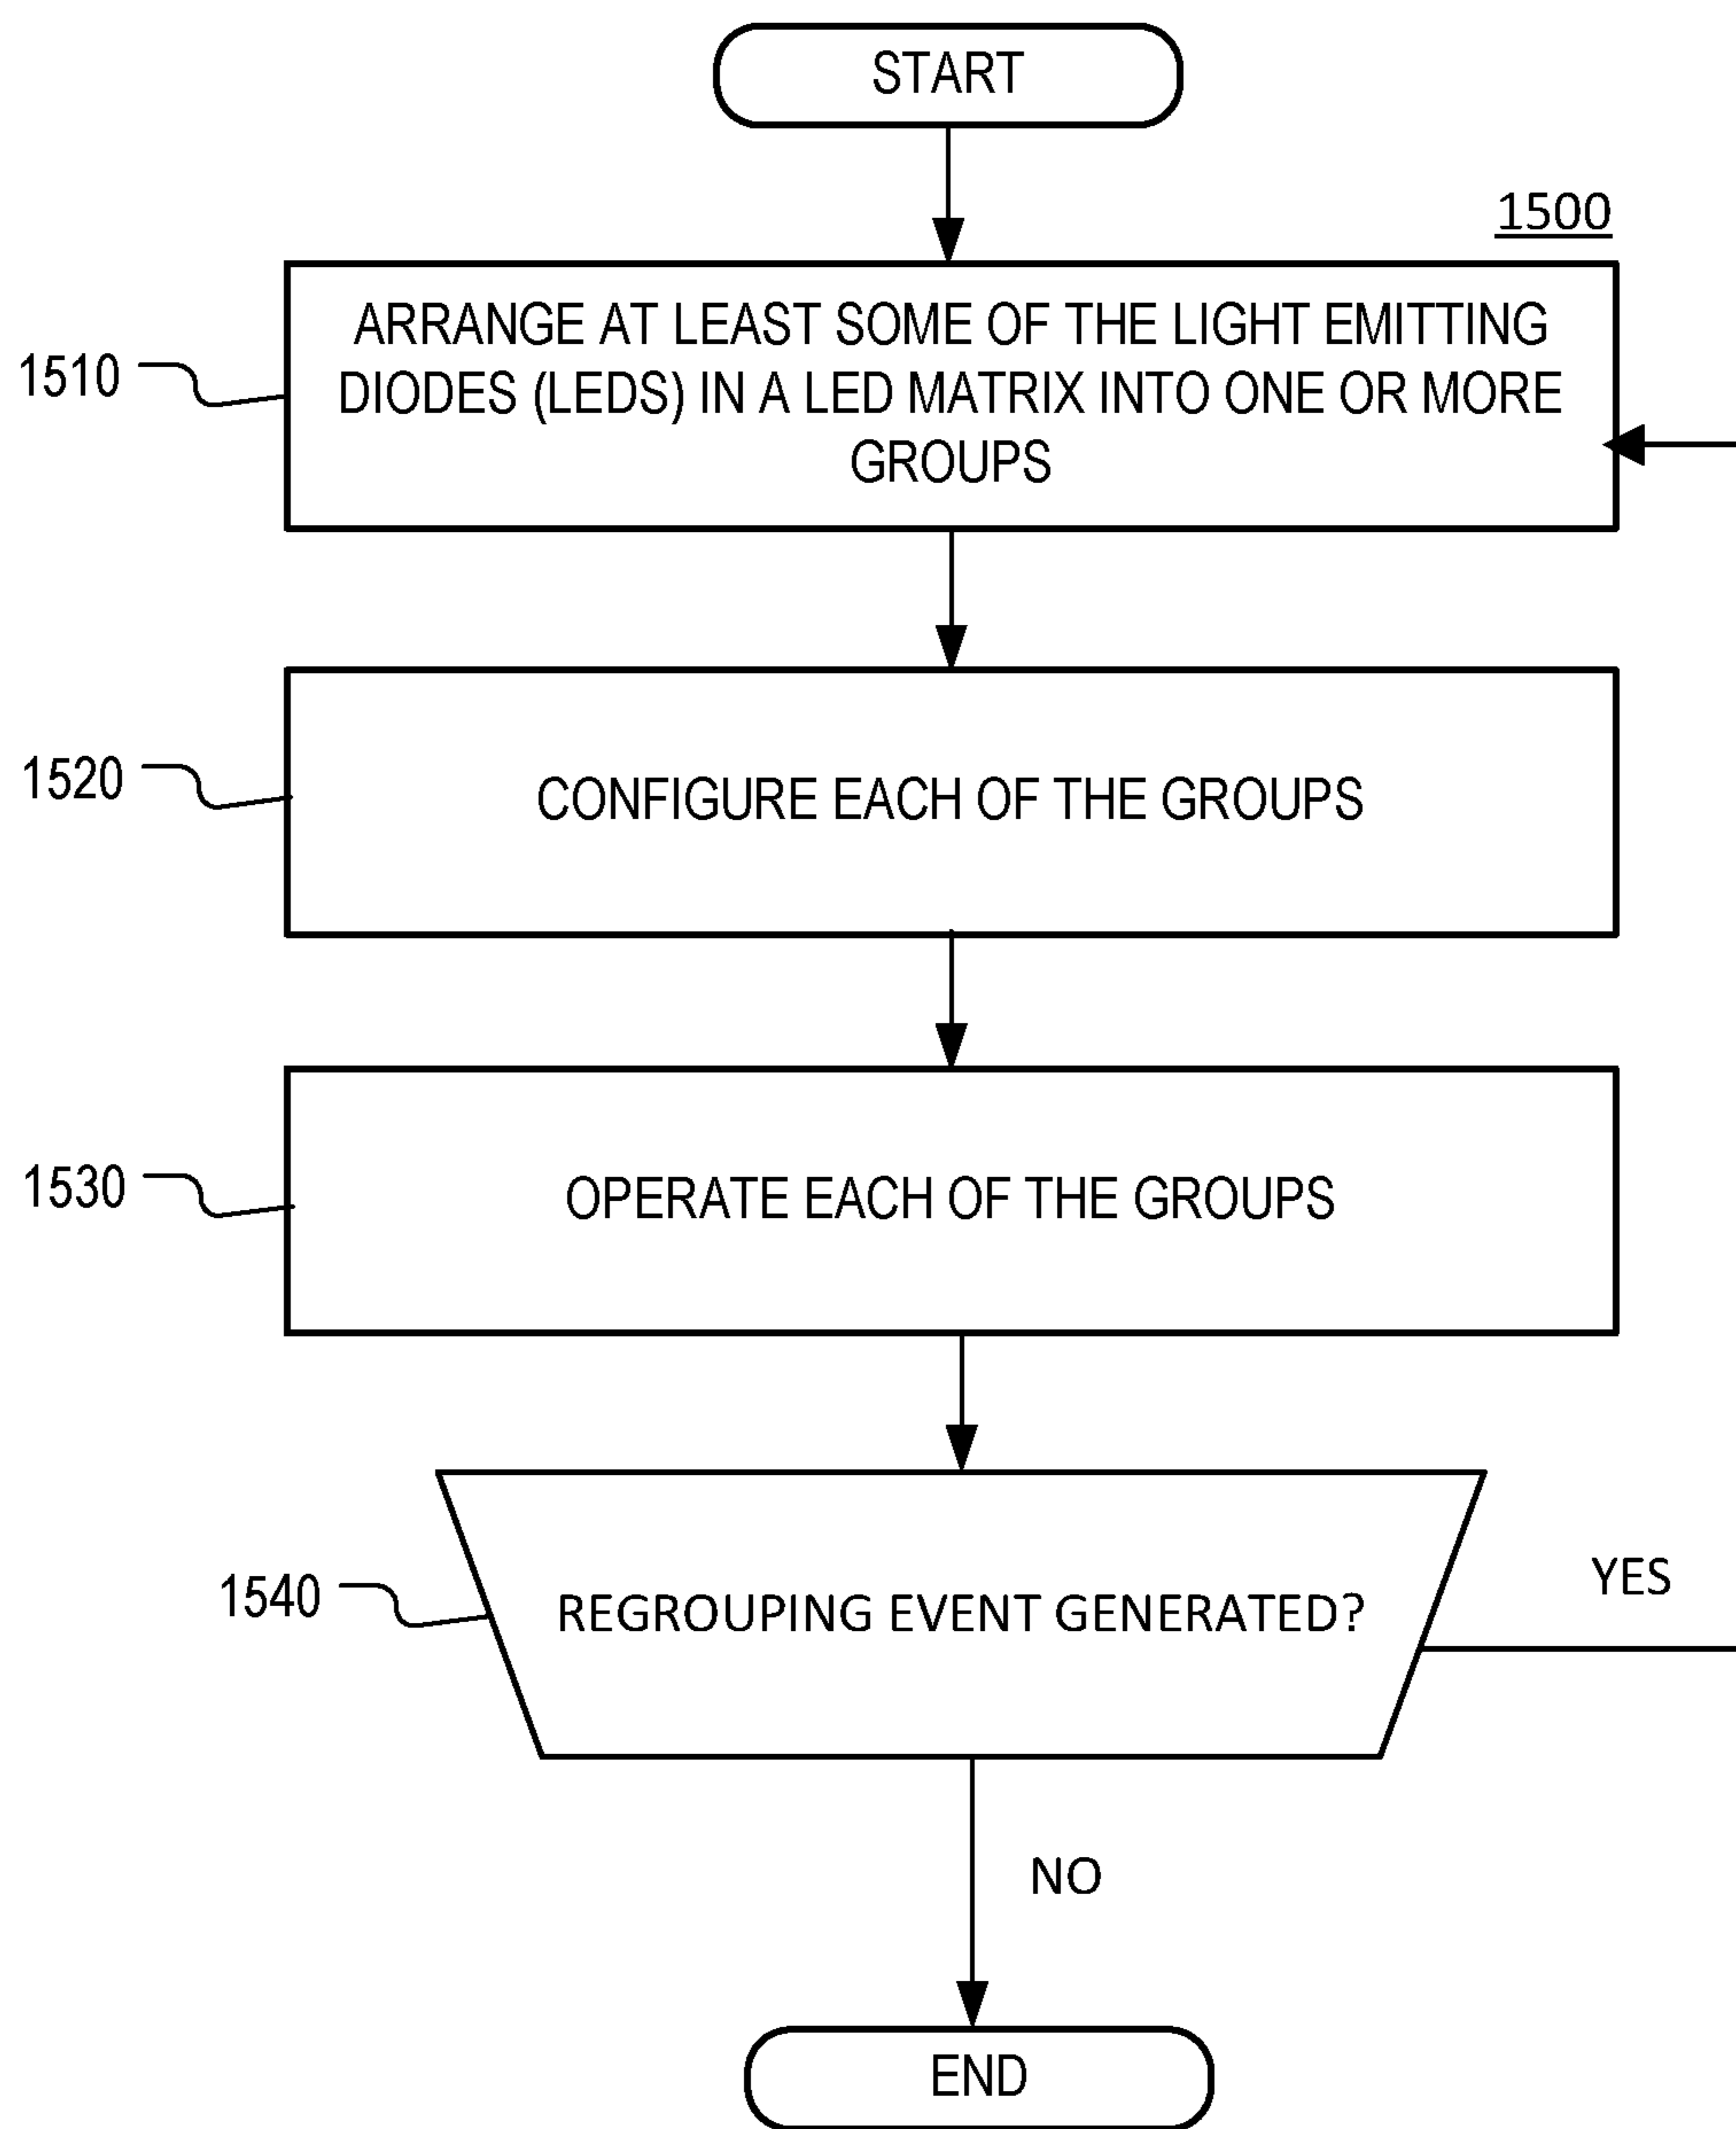 START
1500
ARRANGE AT LEAST SOME OF THE LIGHT EMITTING
DIODES (LEDS) IN A LED MATRIX INTO ONE OR MORE
GROUPS
1510
CONFIGURE EACH OF THE GROUPS
1520
OPERATE EACH OF THE GROUPS
1530
REGROUPING EVENT GENERATED?
1540
YES
NO
END